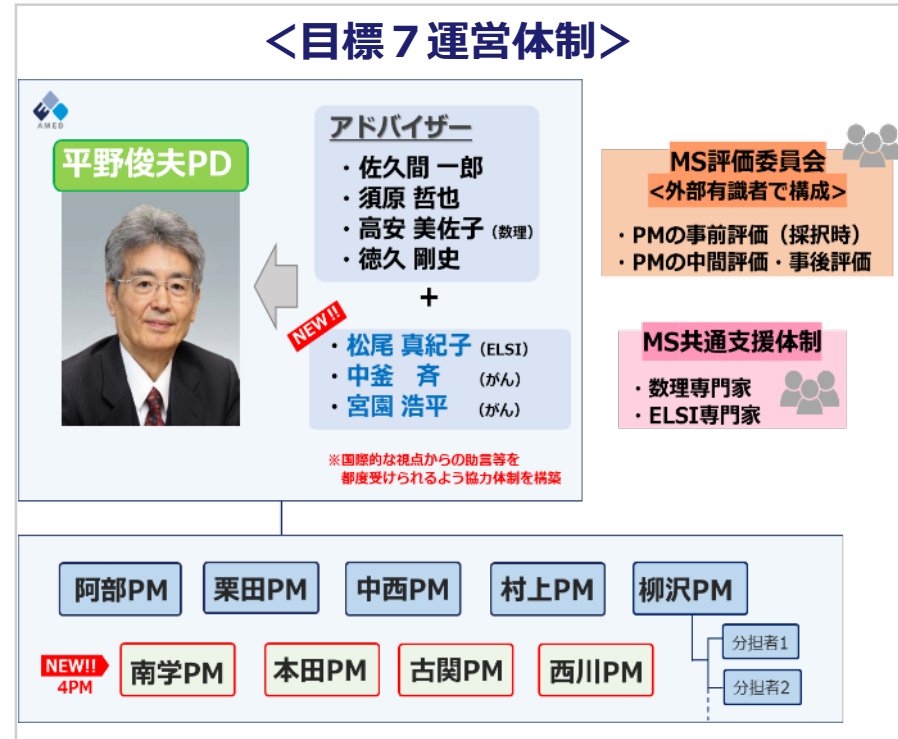 ＜目標７運営体制＞
AMED
平野俊夫PD
アドバイザー
・佐久間 一郎
・須原 哲也
・高安 美佐子（数理）
・徳久 剛史
+
NEW!!
・松尾 真紀子（ELSI）
・中釜　斉　（がん）
・宮園 浩平　（がん）
※国際的な視点からの助言等を
都度受けられるよう協力体制を構築
MS評価委員会
<外部有識者で構成>
・PMの事前評価（採択時）
・PMの中間評価・事後評価
MS共通支援体制
・数理専門家
・ELSI専門家
阿部PM
栗田PM
中西PM
村上PM
柳沢PM
分担者1
分担者2
NEW!!
4PM
南学PM
本田PM
古関PM
西川PM